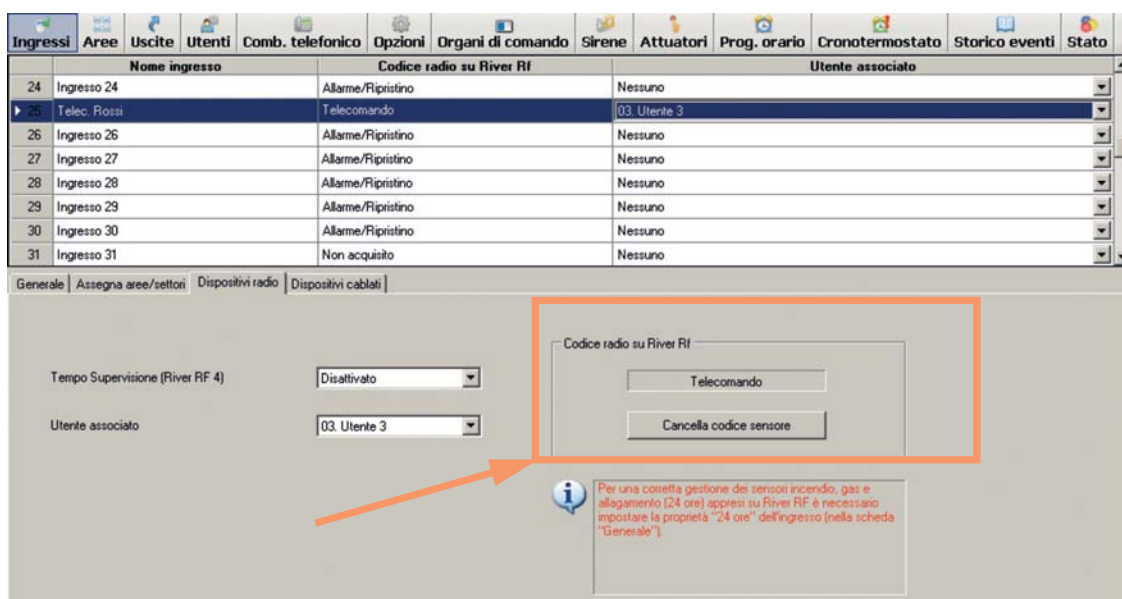 Ingressi Aree Uscite Utenti Comb. telefonico Opzioni Organi di comando Sirene Attuatori Prog. orario Cronotermostato Storico eventi Stato
Nome ingresso Codice radio su River Rf Utente associato
24 Ingresso 24 Allarme/Ripristino Nessuno
25 Telec. Rossi Telecomando 03. Utente 3
26 Ingresso 26 Allarme/Ripristino Nessuno
27 Ingresso 27 Allarme/Ripristino Nessuno
28 Ingresso 28 Allarme/Ripristino Nessuno
29 Ingresso 29 Allarme/Ripristino Nessuno
30 Ingresso 30 Allarme/Ripristino Nessuno
31 Ingresso 31 Non acquisito Nessuno
Generale Assegna aree/settori Dispositivi radio Dispositivi cablati
Codice radio su River Rf
Tempo Supervisione (River RF 4) Disattivato Telecomando
Utente associato 03. Utente 3 Cancella codice sensore
Per una corretta gestione dei sensori incendio, gas e
allagamento (24 ore) appresi su River RF è necessario
impostare la proprietà "24 ore" dell'ingresso (nella scheda
"Generale").